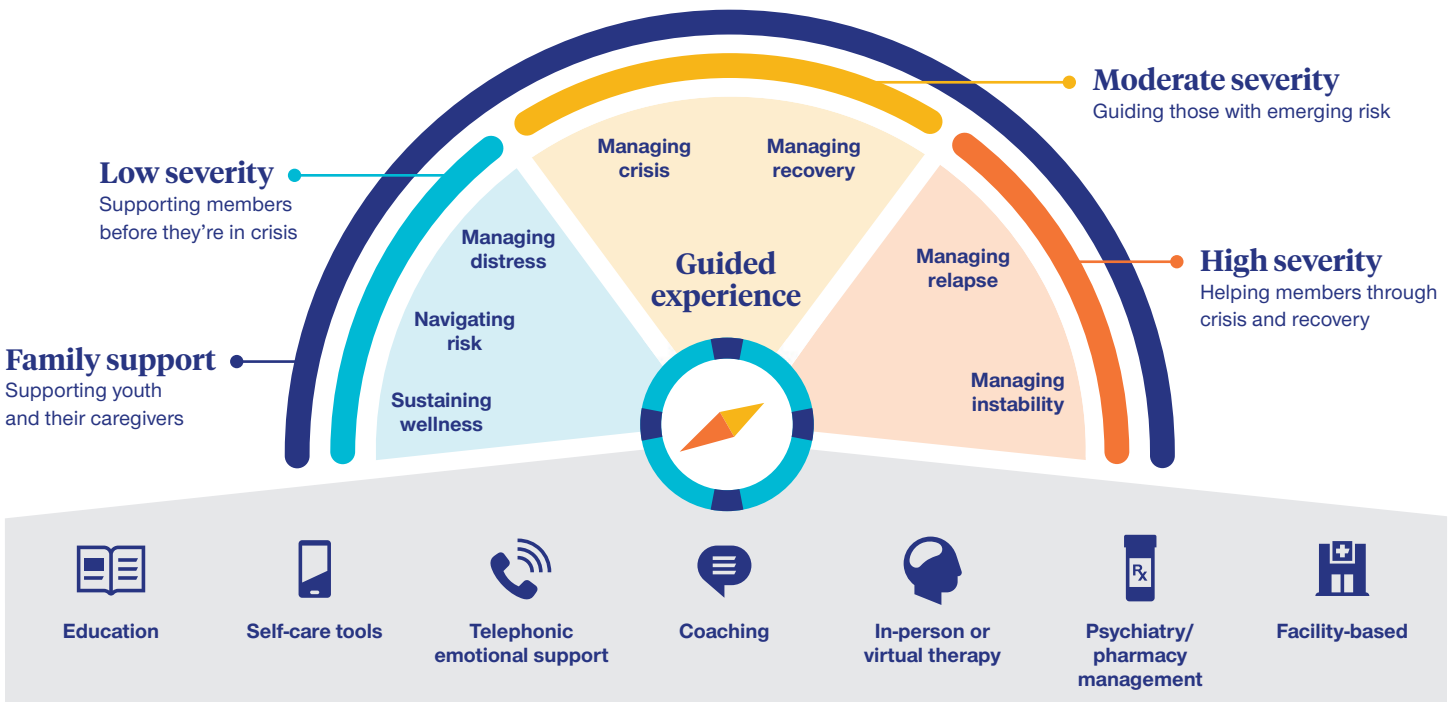 Moderate severity
Guiding those with emerging risk
Low severity
Supporting members
before they're in crisis
Family support
Supporting youth
and their caregivers
High severity
Helping members through
crisis and recovery
Managing
crisis
Managing
recovery
Managing
distress
Navigating
risk
Sustaining
wellness
Guided
experience
Managing
relapse
Managing
instability
Education
Self-care tools
Telephonic
emotional support
Coaching
In-person or
virtual therapy
Rx
Psychiatry/
pharmacy
management
Facility-based